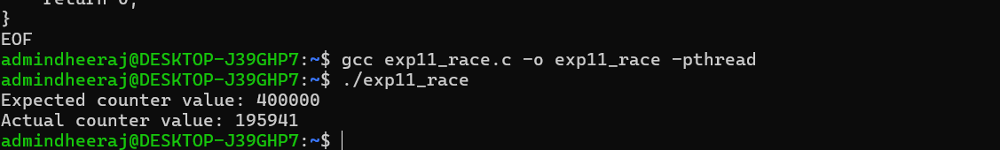 return 0;
}
EOF
admindheeraj@DESKTOP-J39GHP7:~$ gcc exp11_race.c -o exp11_race -pthread
admindheeraj@DESKTOP-J39GHP7:~$ ./exp11_race
Expected counter value: 400000
Actual counter value: 195941
admindheeraj@DESKTOP-J39GHP7:~$